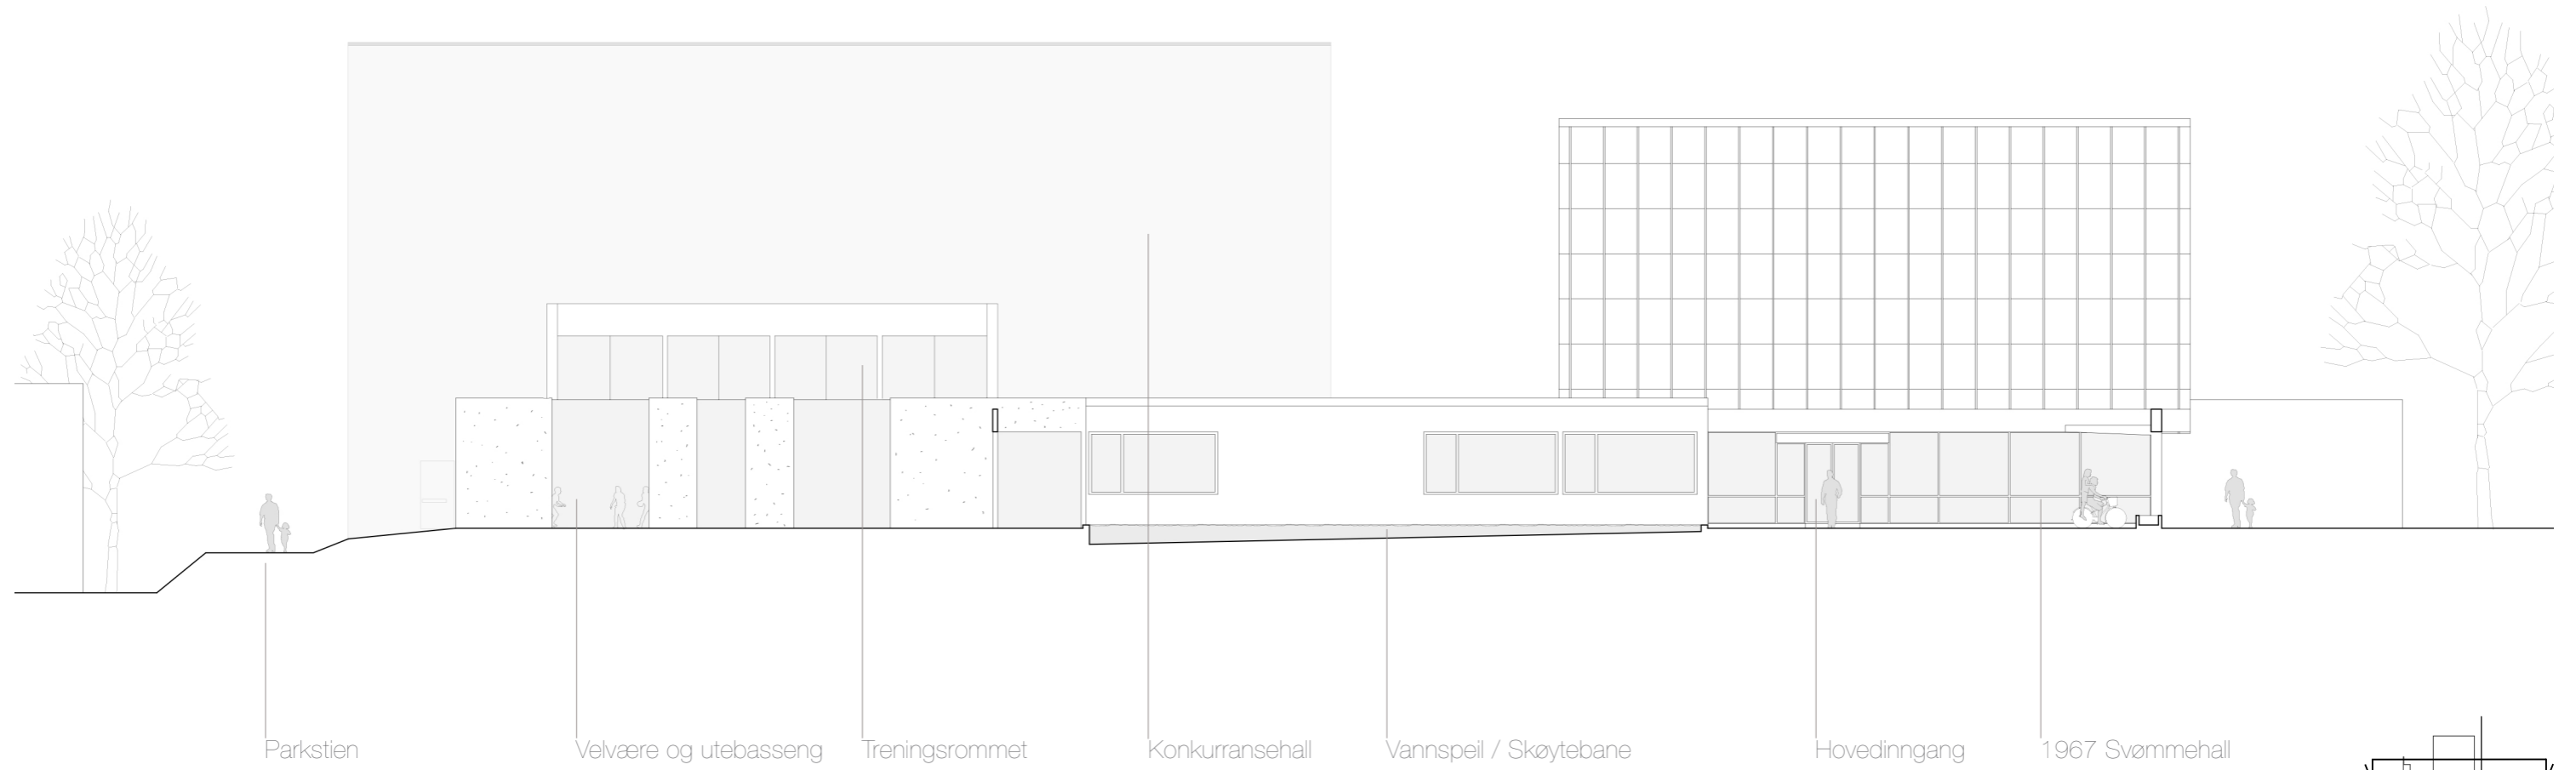 Parkstien
Velvære og utebasseng
Treningsrommet
Konkurransehall
Vannspeil / Skøytebane
Hovedinngang
1967 Svømmehall